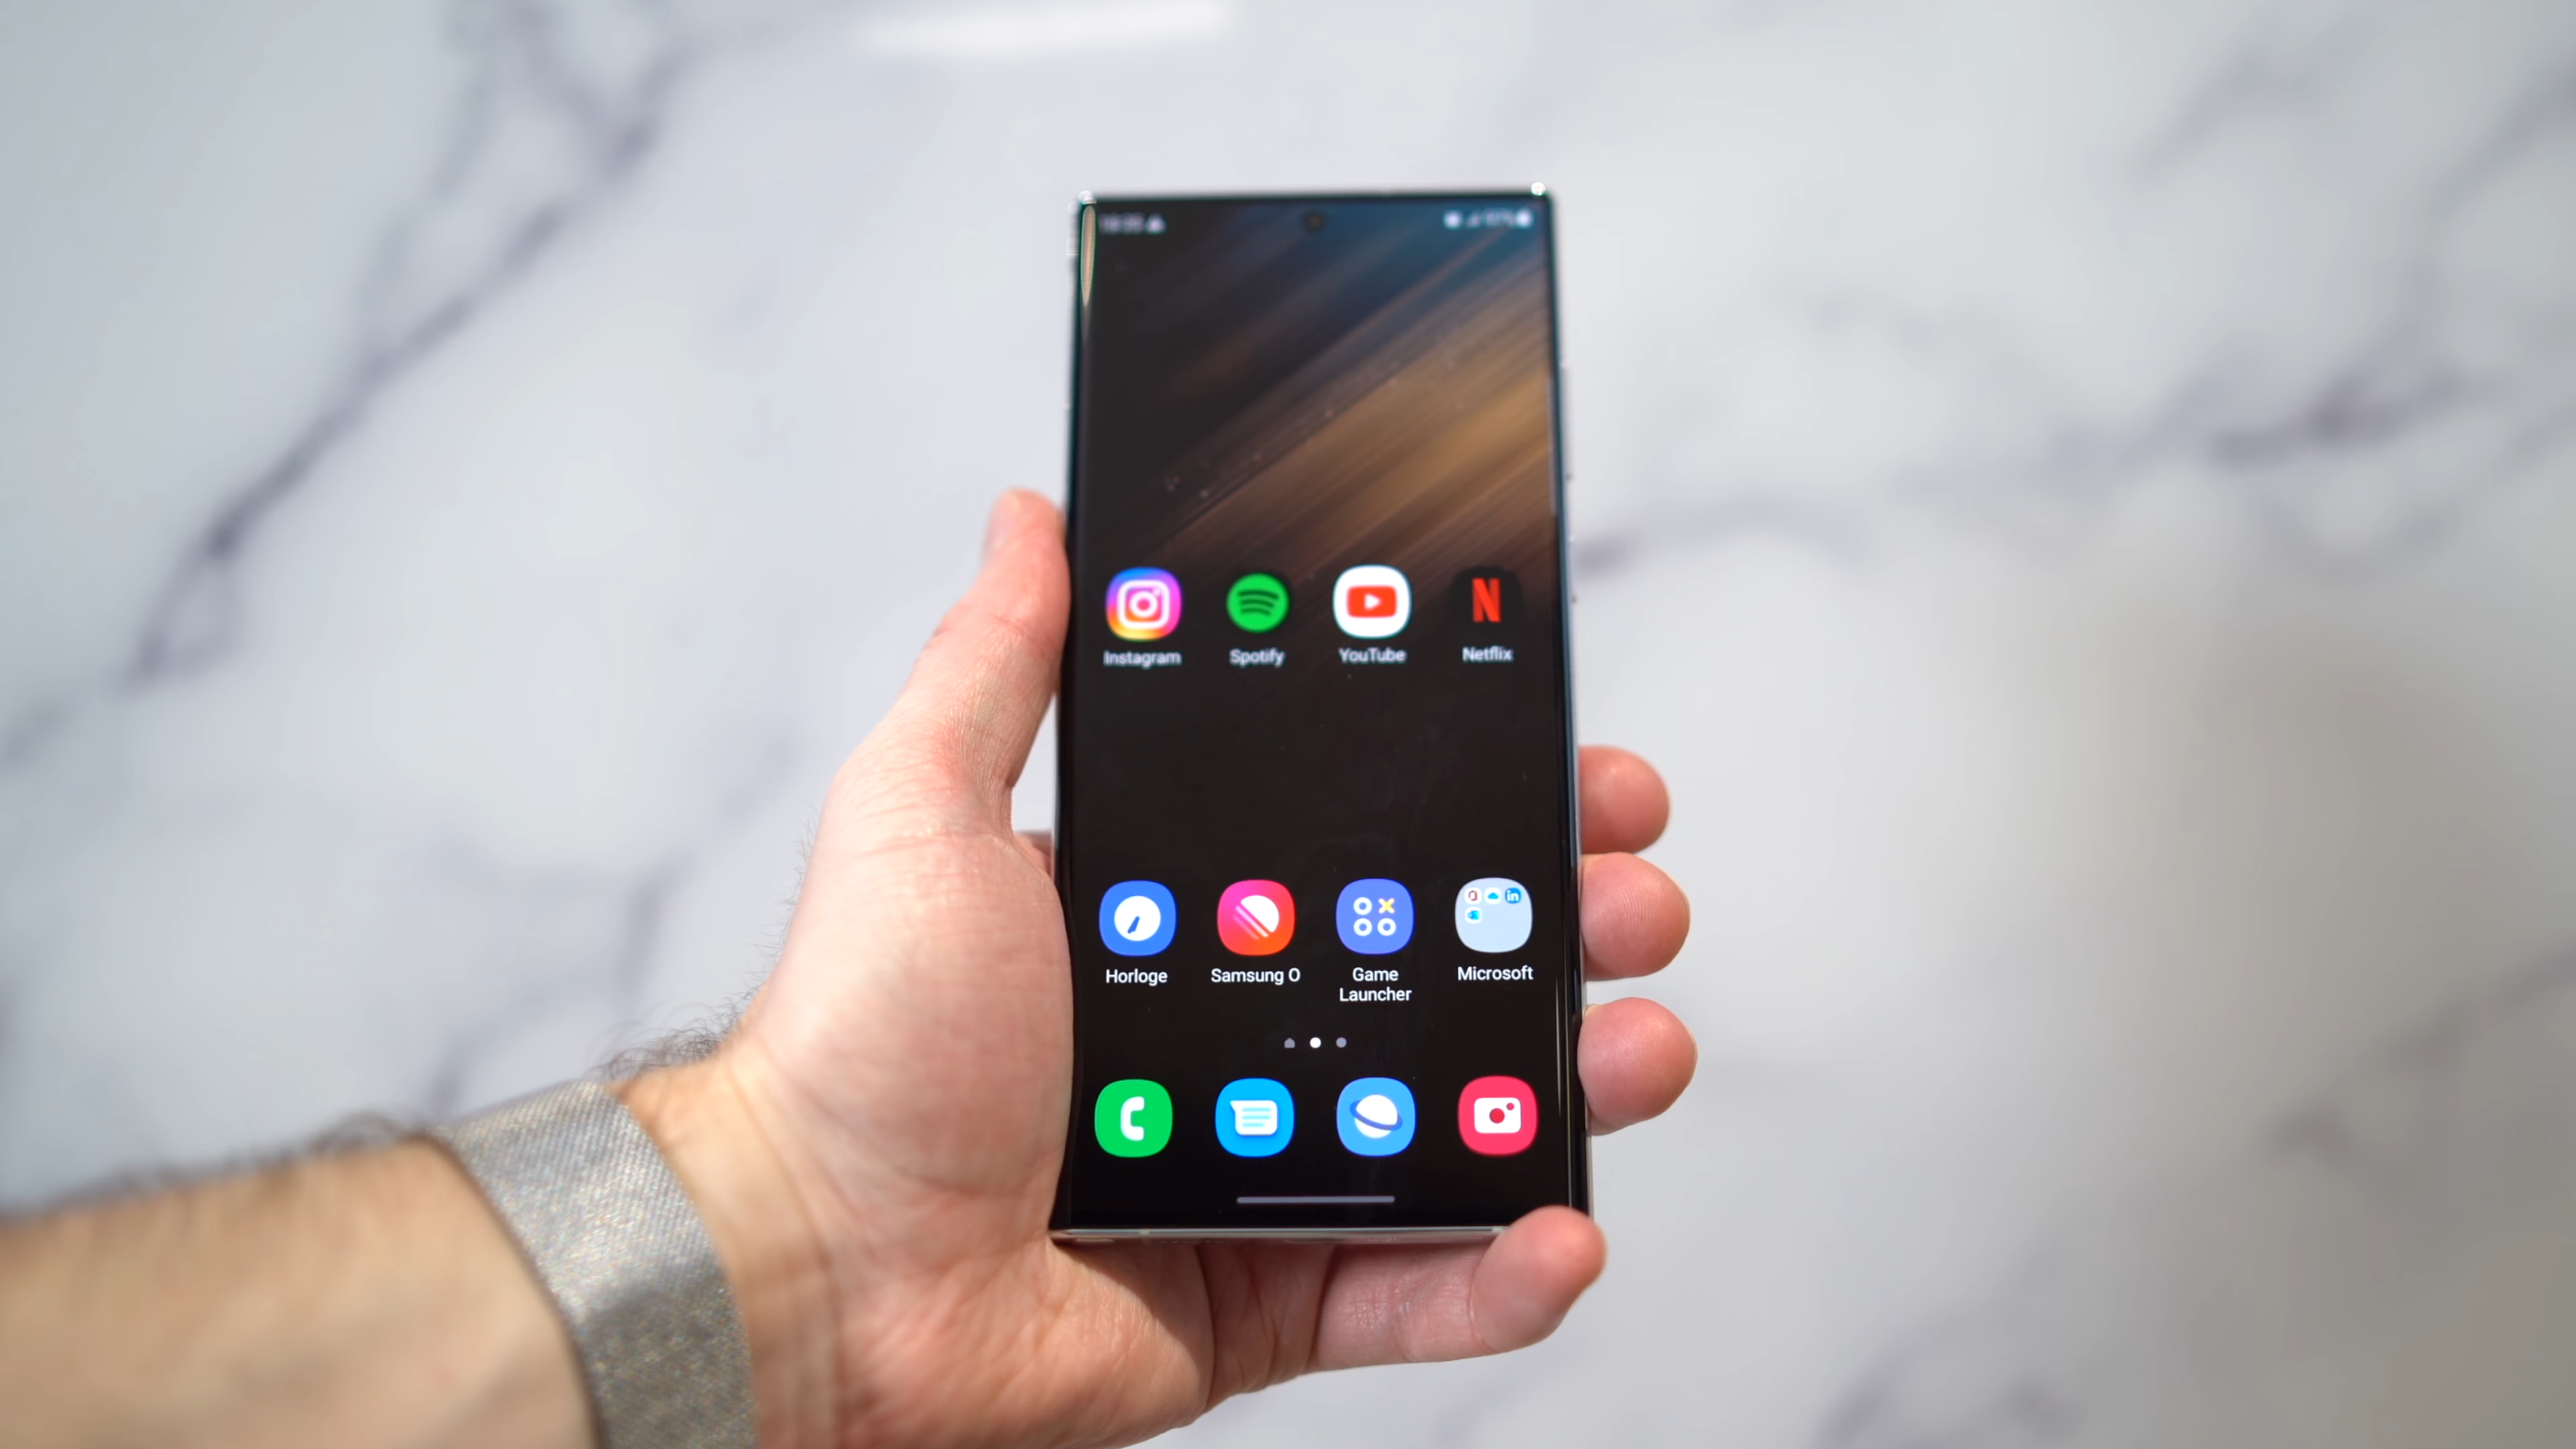 Instagram
Spotify
YouTube
Netflix
Horloge
Samsung O
Game
Launcher
Microsoft